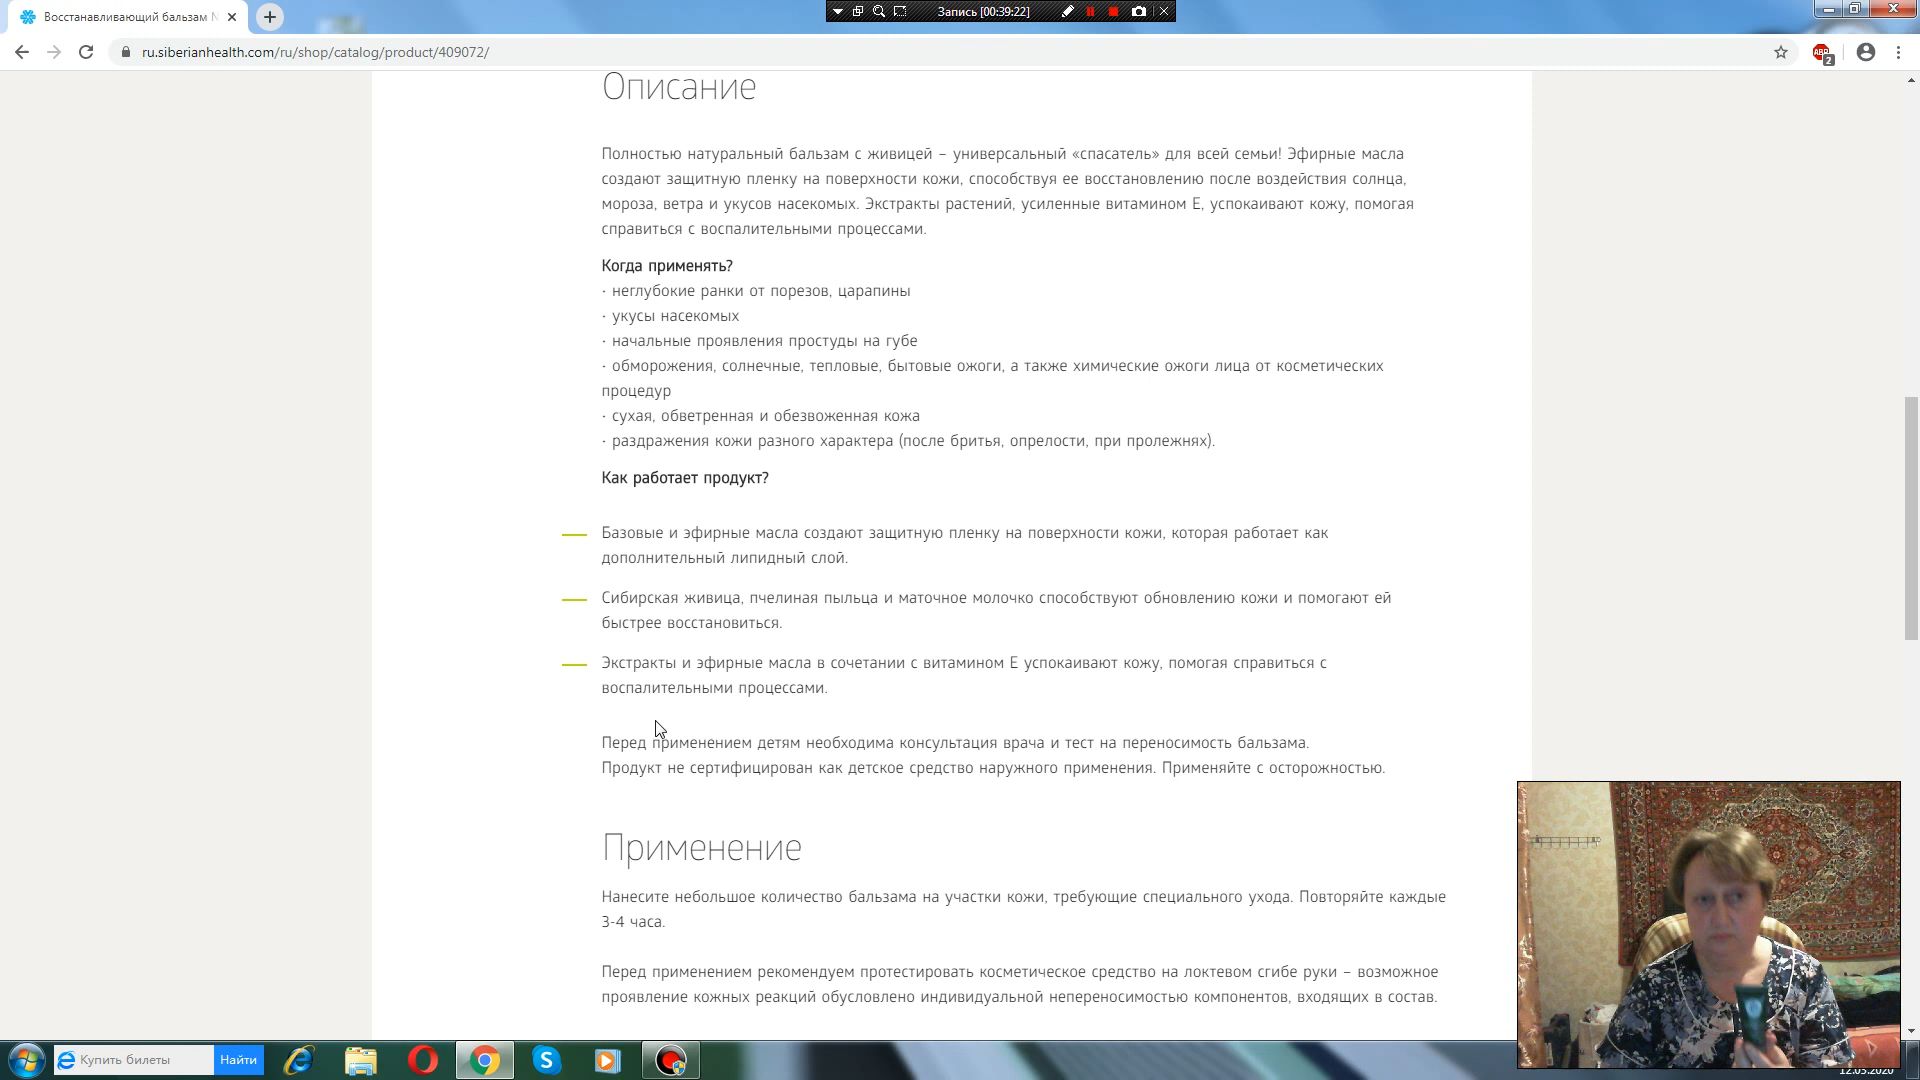 Восстанавливающий бальзам
Запись [00:39:22]
ru.siberianhealth.com/ru/shop/catalog/product/409072/
ABP
2
Описание
Полностью натуральный бальзам с живицей – универсальный «спасатель» для всей семьи! Эфирные масла
создают защитную пленку на поверхности кожи, способствуя ее восстановлению после воздействия солнца,
мороза, ветра и укусов насекомых. Экстракты растений, усиленные витамином Е, успокаивают кожу, помогая
справиться с воспалительными процессами.
Когда применять?
· неглубокие ранки от порезов, царапины
· укусы насекомых
· начальные проявления простуды на губе
· обморожения, солнечные, тепловые, бытовые ожоги, а также химические ожоги лица от косметических
процедур
· сухая, обветренная и обезвоженная кожа
· раздражения кожи разного характера (после бритья, опрелости, при пролежнях).
Как работает продукт?
Базовые и эфирные масла создают защитную пленку на поверхности кожи, которая работает как
дополнительный липидный слой.
Сибирская живица, пчелиная пыльца и маточное молочко способствуют обновлению кожи и помогают ей
быстрее восстановиться.
Экстракты и эфирные масла в сочетании с витамином Е успокаивают кожу, помогая справиться с
воспалительными процессами.
Перед применением детям необходима консультация врача и тест на переносимость бальзама.
Продукт не сертифицирован как детское средство наружного применения. Применяйте с осторожностью.
Применение
Нанесите небольшое количество бальзама на участки кожи, требующие специального ухода. Повторяйте каждые
3-4 часа.
Перед применением рекомендуем протестировать косметическое средство на локтевом сгибе руки – возможное
проявление кожных реакций обусловлено индивидуальной непереносимостью компонентов, входящих в состав.
Купить билеты
Найти
12.03.2020